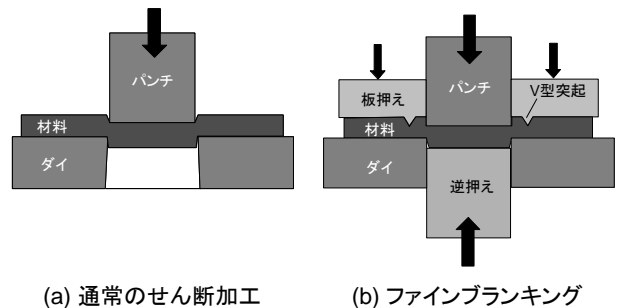 パンチ
材料
ダイ
(a) 通常のせん断加工
板押え
パンチ
V型突起
材料
ダイ
逆押え
(b) ファインブランキング